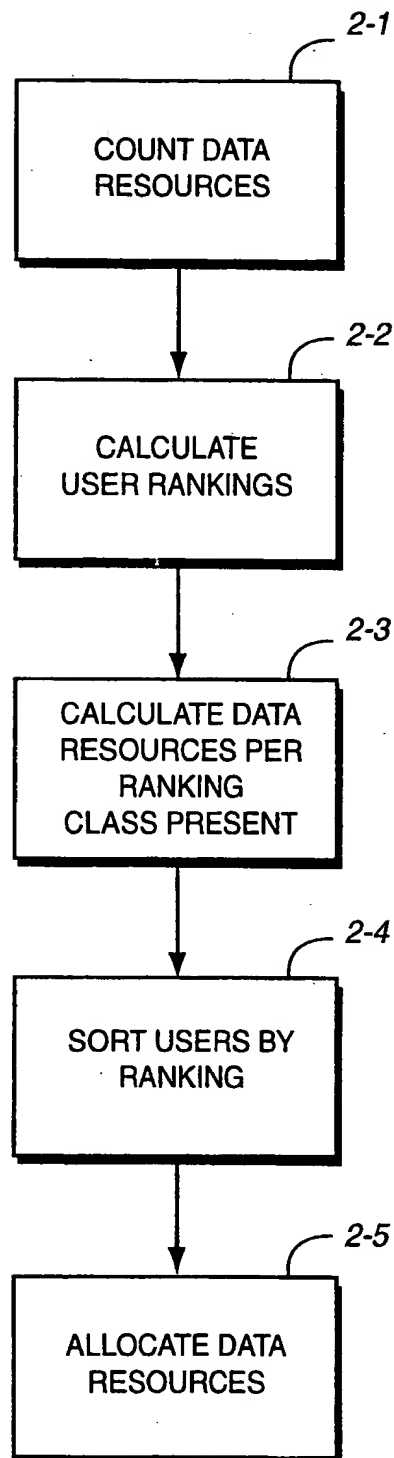 2-1
COUNT DATA
RESOURCES
2-2
CALCULATE
USER RANKINGS
2-3
CALCULATE DATA
RESOURCES PER
RANKING
CLASS PRESENT
2-4
SORT USERS BY
RANKING
2-5
ALLOCATE DATA
RESOURCES